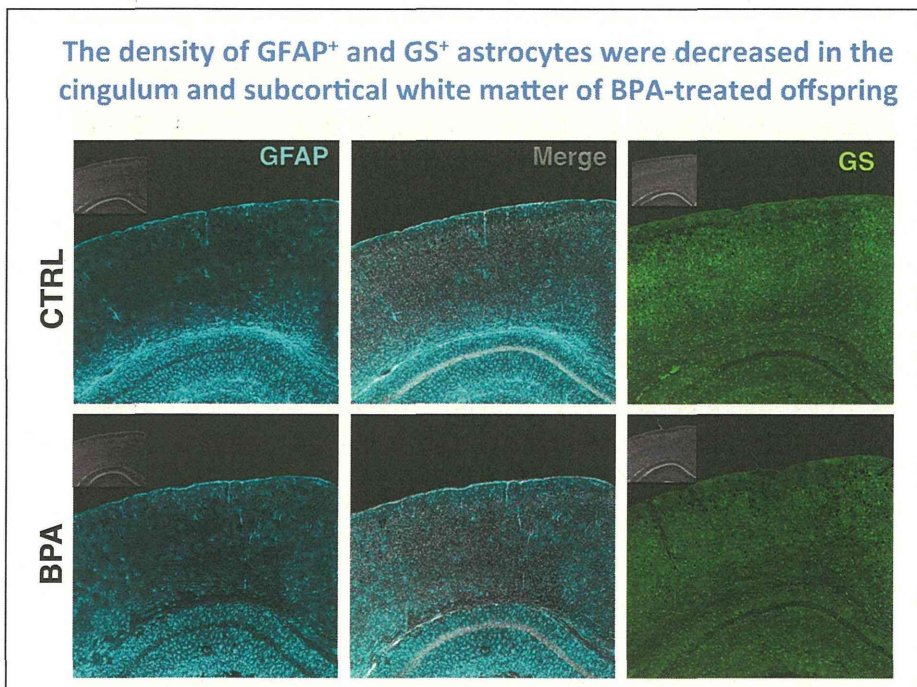 The density of GFAP⁺ and GS⁺ astrocytes were decreased in the
cingulum and subcortical white matter of BPA-treated offspring
GFAP
Merge
GS
CTRL
BPA